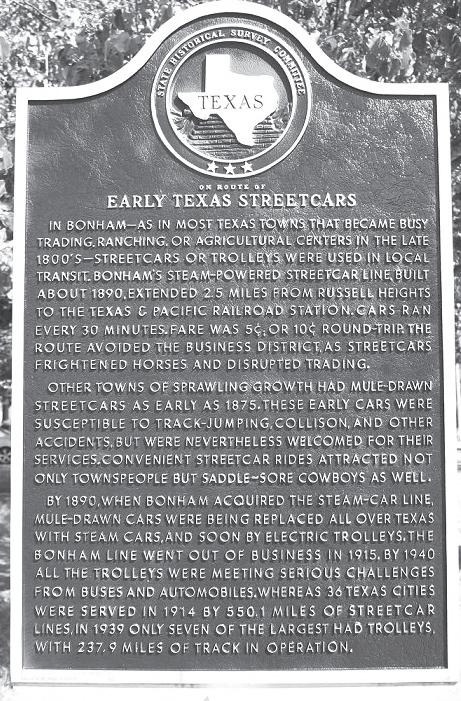 STATE HISTORICAL SURVEY COMMITTEE
TEXAS
ON ROUTE OF
EARLY TEXAS STREETCARS
IN BONHAM—AS IN MOST TEXAS TOWNS THAT BECAME BUSY
TRADING, RANCHING, OR AGRICULTURAL CENTERS IN THE LATE
1800'S—STREETCARS OR TROLLEYS WERE USED IN LOCAL
TRANSIT. BONHAM'S STEAM-POWERED STREETCAR LINE, BUILT
ABOUT 1890, EXTENDED 2.5 MILES FROM RUSSELL HEIGHTS
TO THE TEXAS & PACIFIC RAILROAD STATION. CARS RAN
EVERY 30 MINUTES. FARE WAS 5¢, OR 10¢ ROUND-TRIP. THE
ROUTE AVOIDED THE BUSINESS DISTRICT, AS STREETCARS
FRIGHTENED HORSES AND DISRUPTED TRADING.
OTHER TOWNS OF SPRAWLING GROWTH HAD MULE-DRAWN
STREETCARS AS EARLY AS 1875. THESE EARLY CARS WERE
SUSCEPTIBLE TO TRACK-JUMPING, COLLISON, AND OTHER
ACCIDENTS, BUT WERE NEVERTHELESS WELCOMED FOR THEIR
SERVICES. CONVENIENT STREETCAR RIDES ATTRACTED NOT
ONLY TOWNSPEOPLE BUT SADDLE-SORE COWBOYS AS WELL.
BY 1890, WHEN BONHAM ACQUIRED THE STEAM-CAR LINE,
MULE-DRAWN CARS WERE BEING REPLACED ALL OVER TEXAS
WITH STEAM CARS, AND SOON BY ELECTRIC TROLLEYS. THE
BONHAM LINE WENT OUT OF BUSINESS IN 1915. BY 1940
ALL THE TROLLEYS WERE MEETING SERIOUS CHALLENGES
FROM BUSES AND AUTOMOBILES. WHEREAS 36 TEXAS CITIES
WERE SERVED IN 1914 BY 550.1 MILES OF STREETCAR
LINES, IN 1939 ONLY SEVEN OF THE LARGEST HAD TROLLEYS,
WITH 237.9 MILES OF TRACK IN OPERATION.